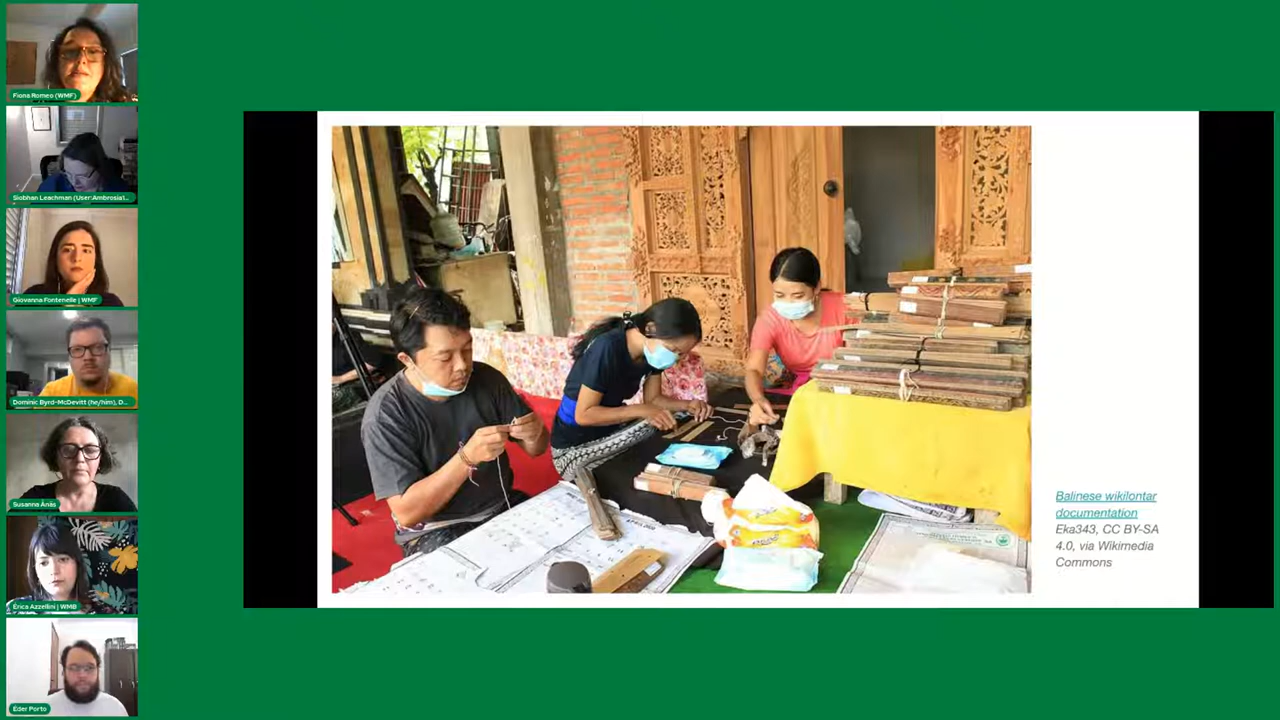 Fiona Romeo (WMF)
Siobhan Leachman (User:Ambrosia1...
Giovanna Fontenelle | WMF
Dominic Byrd-McDevitt (he/him), D...
Susanna Ånäs
Érica Azzellini | WMB
Éder Porto
Balinese wikilontar
documentation
Eka343, CC BY-SA
4.0, via Wikimedia
Commons